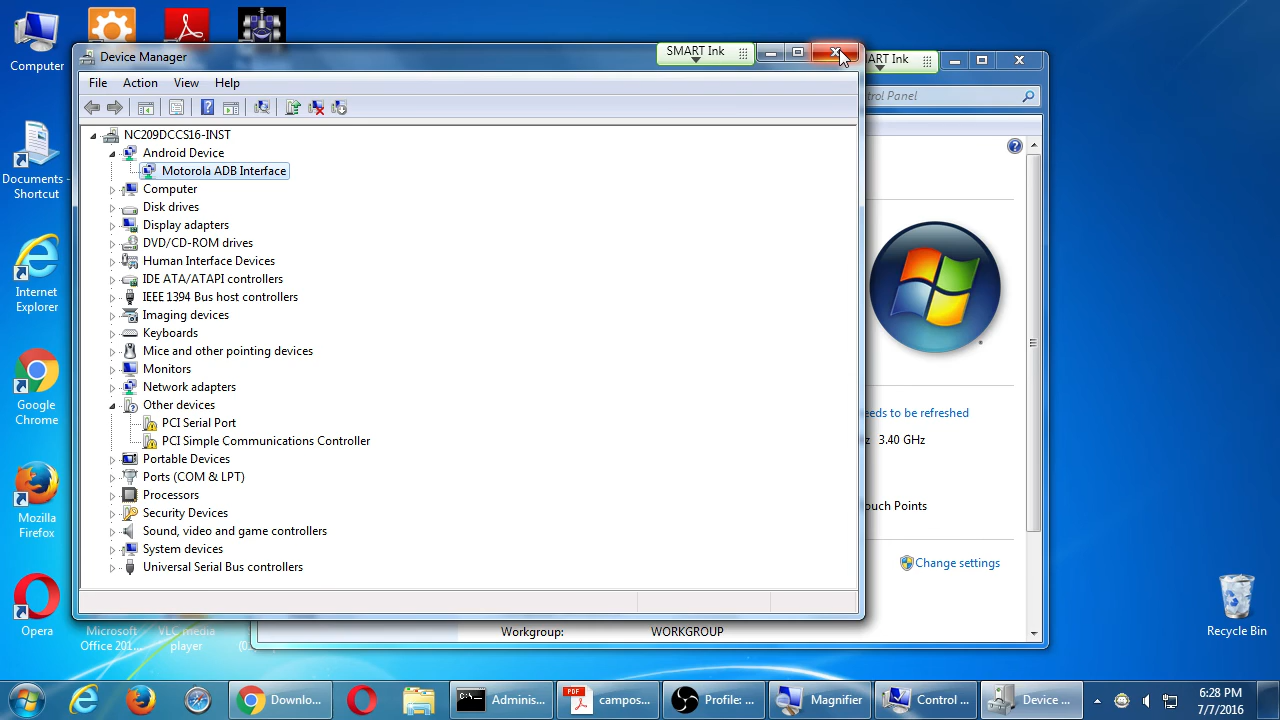 Computer
Documents -
Shortcut
Internet
Explorer
Google
Chrome
Mozilla
Firefox
Opera
Microsoft
Office 201...
VLC media
player
Device Manager
SMART Ink
File Action View Help
NC209DCCS16-INST
Android Device
Motorola ADB Interface
Computer
Disk drives
Display adapters
DVD/CD-ROM drives
Human Interface Devices
IDE ATA/ATAPI controllers
IEEE 1394 Bus host controllers
Imaging devices
Keyboards
Mice and other pointing devices
Monitors
Network adapters
Other devices
PCI Serial Port
PCI Simple Communications Controller
Portable Devices
Ports (COM & LPT)
Processors
Security Devices
Sound, video and game controllers
System devices
Universal Serial Bus controllers
ART Ink
trol Panel
eeds to be refreshed
z 3.40 GHz
ouch Points
Change settings
Workgroup: WORKGROUP
Recycle Bin
Downlo...
Adminis...
PDF
campos...
Profile: ...
Magnifier
Control ...
Device ...
6:28 PM
7/7/2016